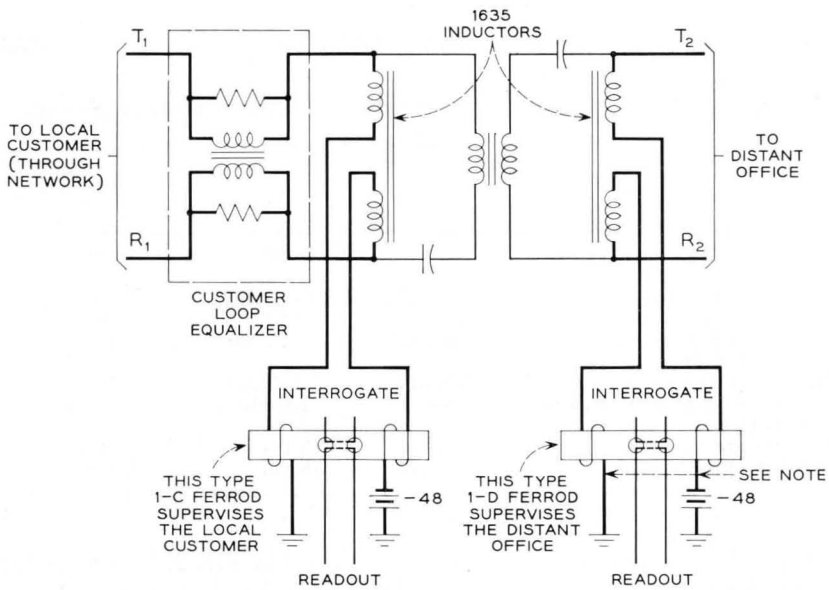 1635
INDUCTORS
T1
T2
TO LOCAL
CUSTOMER
(THROUGH
NETWORK)
TO
DISTANT
OFFICE
R1
R2
CUSTOMER
LOOP
EQUALIZER
INTERROGATE
INTERROGATE
THIS TYPE
1-C FERROD
SUPERVISES
THE LOCAL
CUSTOMER
-48
THIS TYPE
1-D FERROD
SUPERVISES
THE DISTANT
OFFICE
SEE NOTE
-48
READOUT
READOUT